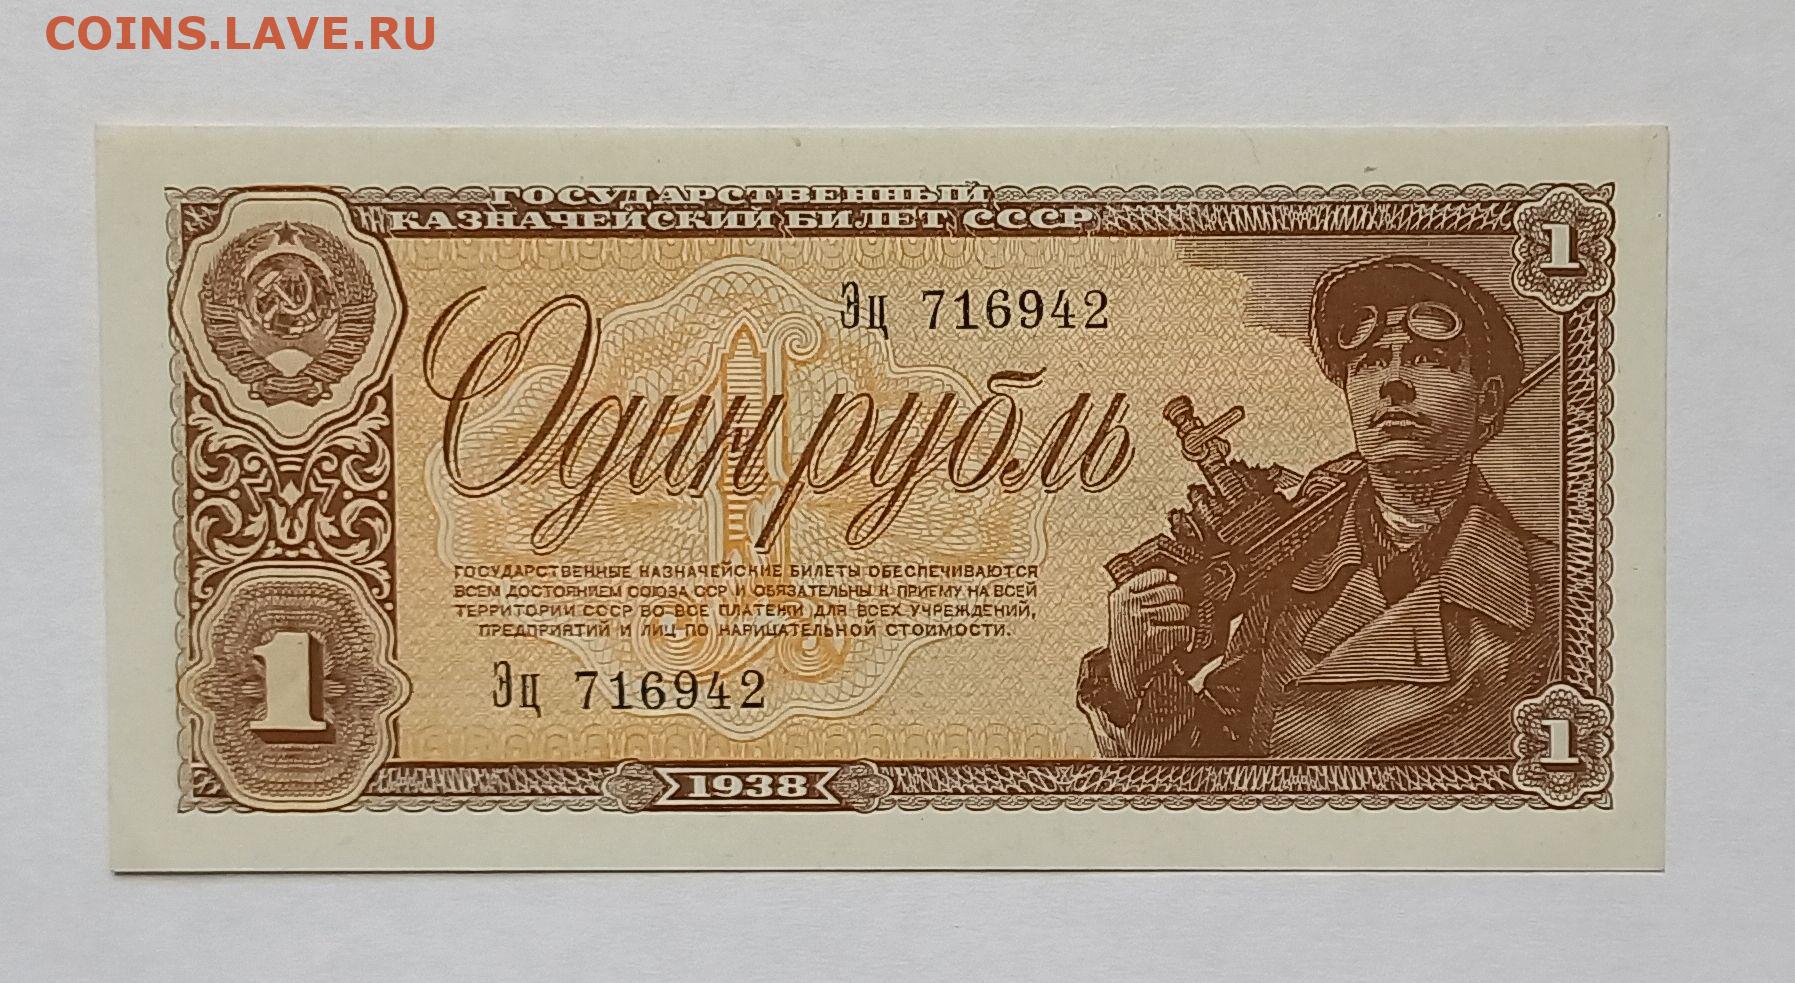 COINS.LAVE.RU
ГОСУДАРСТВЕННЫЙ
КАЗНАЧЕЙСКИЙ БИЛЕТ СССР
1
Эц 716942
Один рубль
ГОСУДАРСТВЕННЫЕ КАЗНАЧЕЙСКИЕ БИЛЕТЫ ОБЕСПЕЧИВАЮТСЯ
ВСЕМ ДОСТОЯНИЕМ СОЮЗА ССР И ОБЯЗАТЕЛЬНЫ К ПРИЕМУ НА ВСЕЙ
ТЕРРИТОРИИ СССР ВО ВСЕ ПЛАТЕЖИ ДЛЯ ВСЕХ УЧРЕЖДЕНИЙ,
ПРЕДПРИЯТИЙ И ЛИЦ ПО НАРИЦАТЕЛЬНОЙ СТОИМОСТИ.
1
Эц 716942
1
1938